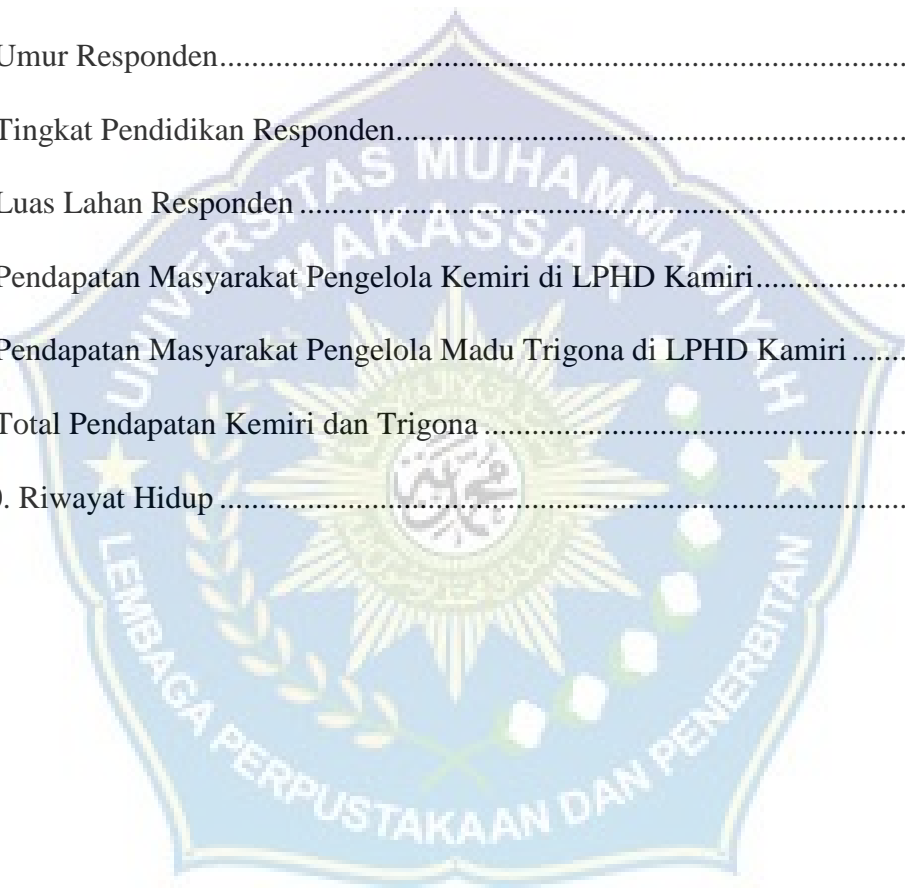 Umur Responden..........................................................................................
Tingkat Pendidikan Responden..................................................................
Luas Lahan Responden ..............................................................................
Pendapatan Masyarakat Pengelola Kemiri di LPHD Kamiri....................
Pendapatan Masyarakat Pengelola Madu Trigona di LPHD Kamiri .......
Total Pendapatan Kemiri dan Trigona .......................................................
. Riwayat Hidup ..........................................................................................
UNIVERSITAS MUHAMMADIYAH
MAKASSAR
LEMBAGA PERPUSTAKAAN DAN PENERBITAN